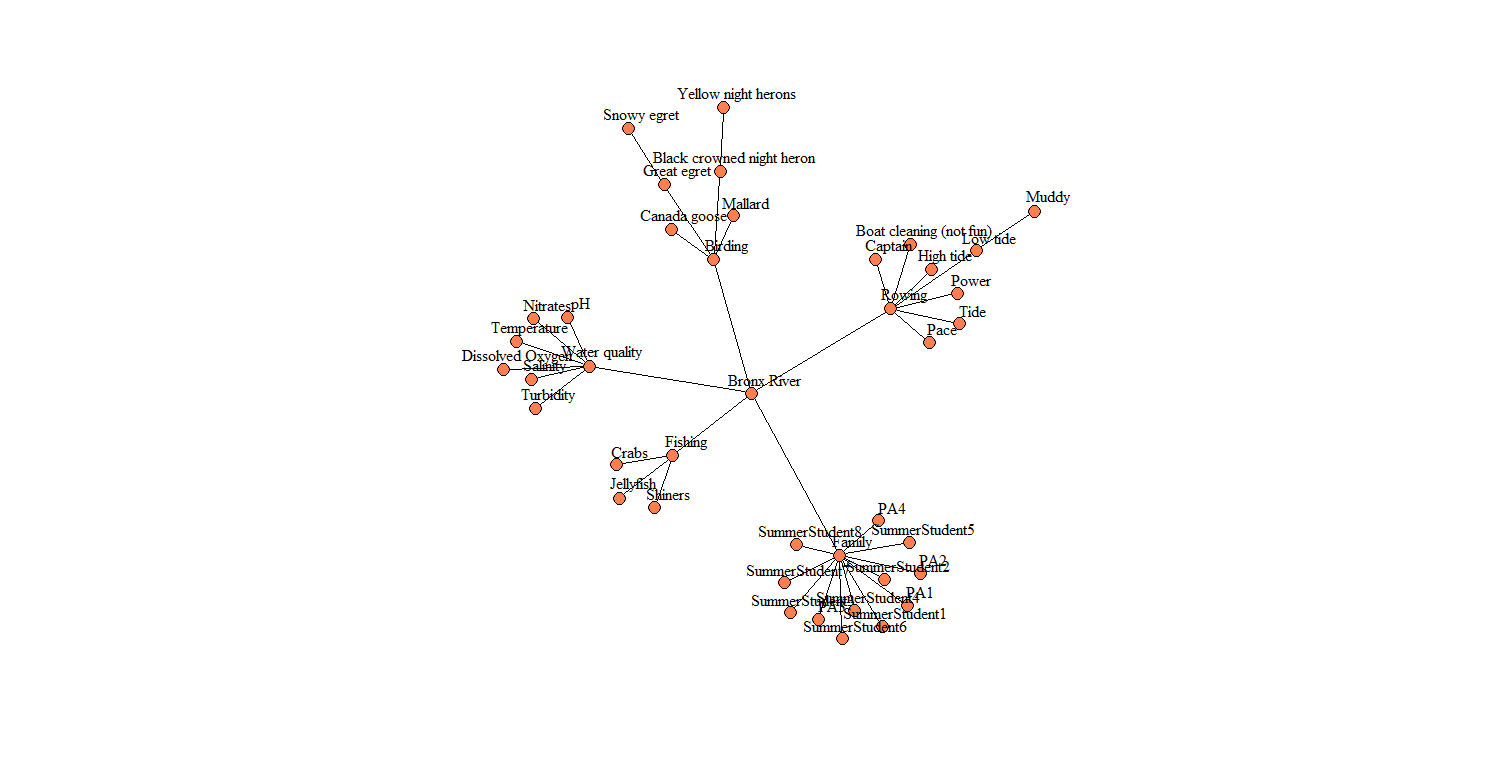 Yellow night herons
Snowy egret
Black crowned night heron
Great egret
Mallard
Canada goose
Birding
Muddy
Boat cleaning (not fun)
Low tide
Captain
High tide
Power
Rowing
Tide
Pace
Nitrates
pH
Temperature
Water quality
Dissolved Oxygen
Salinity
Turbidity
Bronx River
Fishing
Crabs
Jellyfish
Shiners
PA4
SummerStudent5
SummerStudent8
Family
PA2
SummerStudent2
PA1
SummerStudent4
SummerStudent1
SummerStudent6